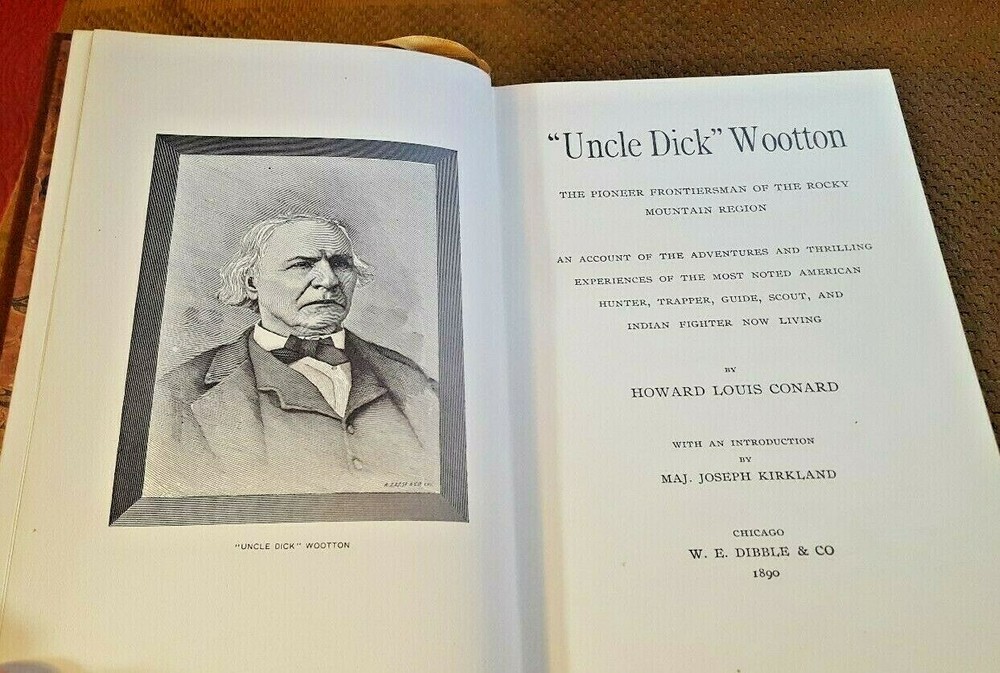 "UNCLE DICK" WOOTTON
"Uncle Dick" Wootton
THE PIONEER FRONTIERSMAN OF THE ROCKY
MOUNTAIN REGION
AN ACCOUNT OF THE ADVENTURES AND THRILLING
EXPERIENCES OF THE MOST NOTED AMERICAN
HUNTER, TRAPPER, GUIDE, SCOUT, AND
INDIAN FIGHTER NOW LIVING
BY
HOWARD LOUIS CONARD
WITH AN INTRODUCTION
BY
MAJ. JOSEPH KIRKLAND
CHICAGO
W. E. DIBBLE & CO
1890